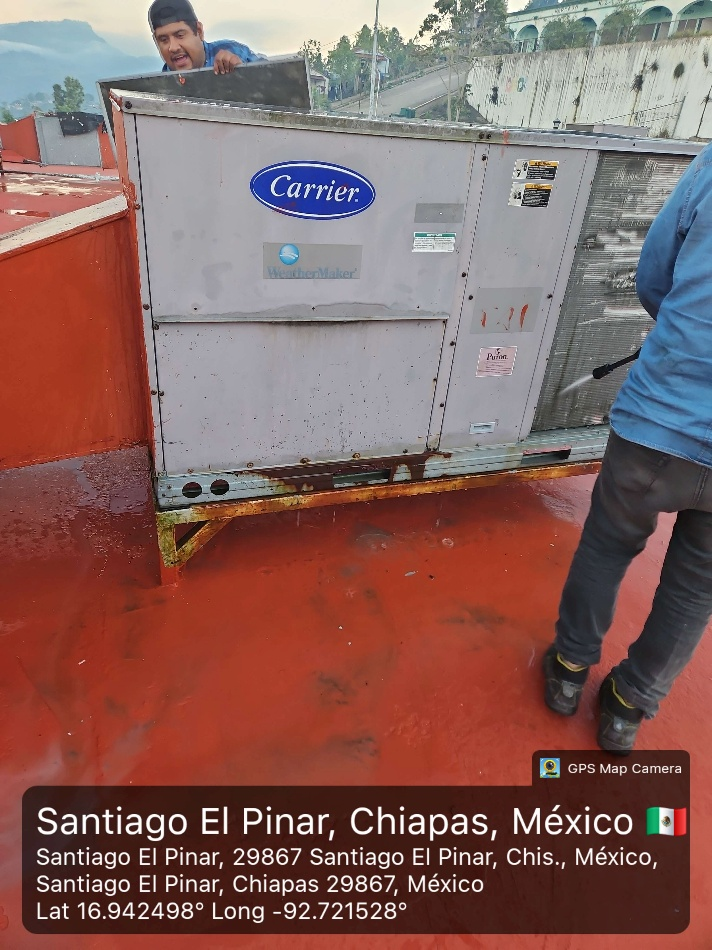 Carrier
WeatherMaker
Puron
GPS Map Camera
Santiago El Pinar, Chiapas, México 🇲🇽
Santiago El Pinar, 29867 Santiago El Pinar, Chis., México,
Santiago El Pinar, Chiapas 29867, México
Lat 16.942498° Long -92.721528°